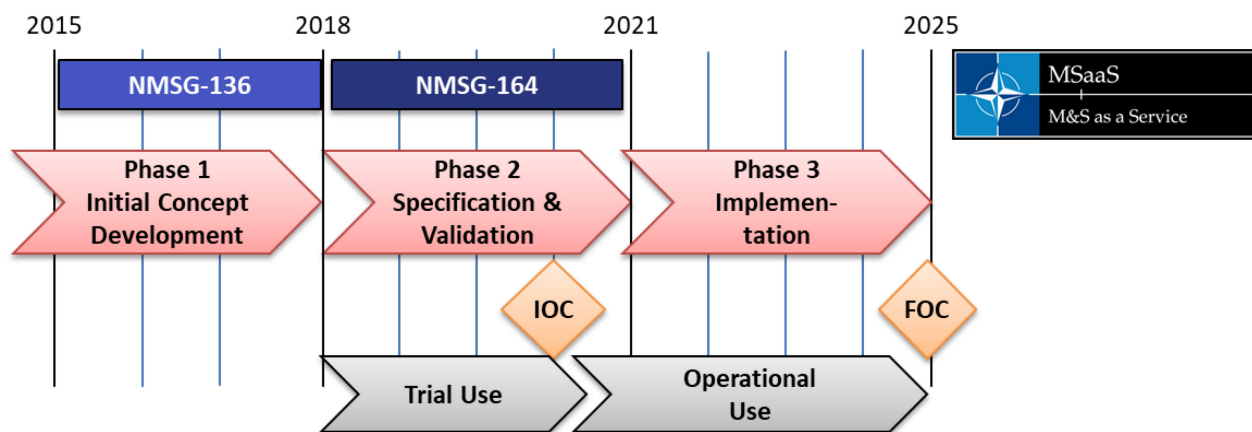 2015
2018
2021
2025
NMSG-136
NMSG-164
MSaaS
M&S as a Service
Phase 1
Initial Concept
Development
Phase 2
Specification &
Validation
Phase 3
Implemen-
tation
IOC
FOC
Trial Use
Operational
Use